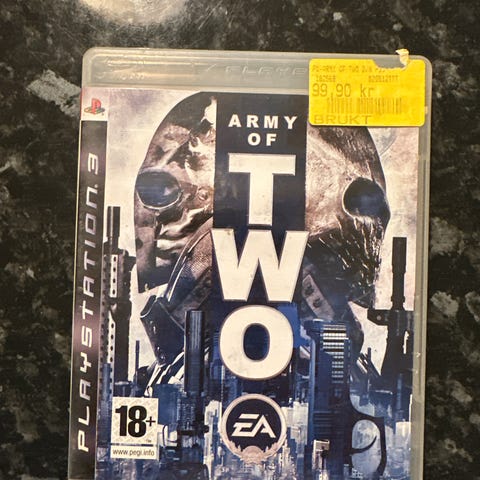 PS-ARMY OF TWO
99,90 kr
BRUKT
PLAYSTATION 3
ARMY
OF
TWO
EA
18+
www.pegi.info